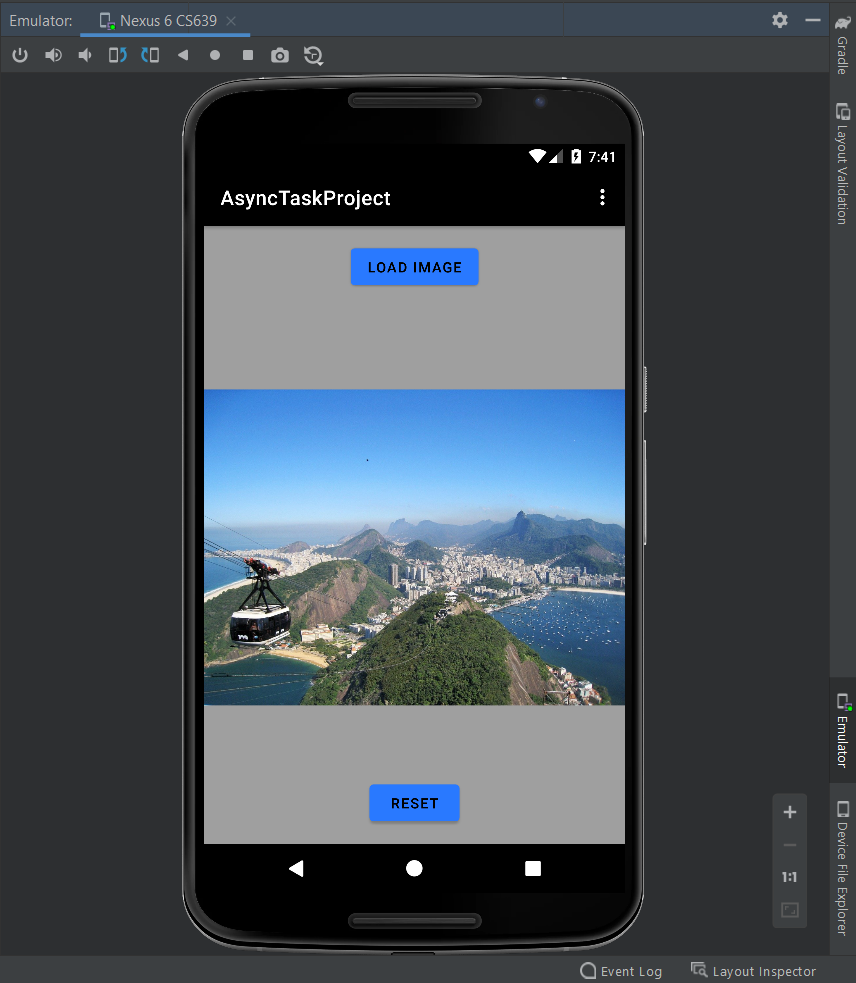 Emulator: Nexus 6 CS639
Gradle
Layout Validation
7:41
AsyncTaskProject
LOAD IMAGE
RESET
Emulator
1:1
Device File Explorer
Event Log Layout Inspector